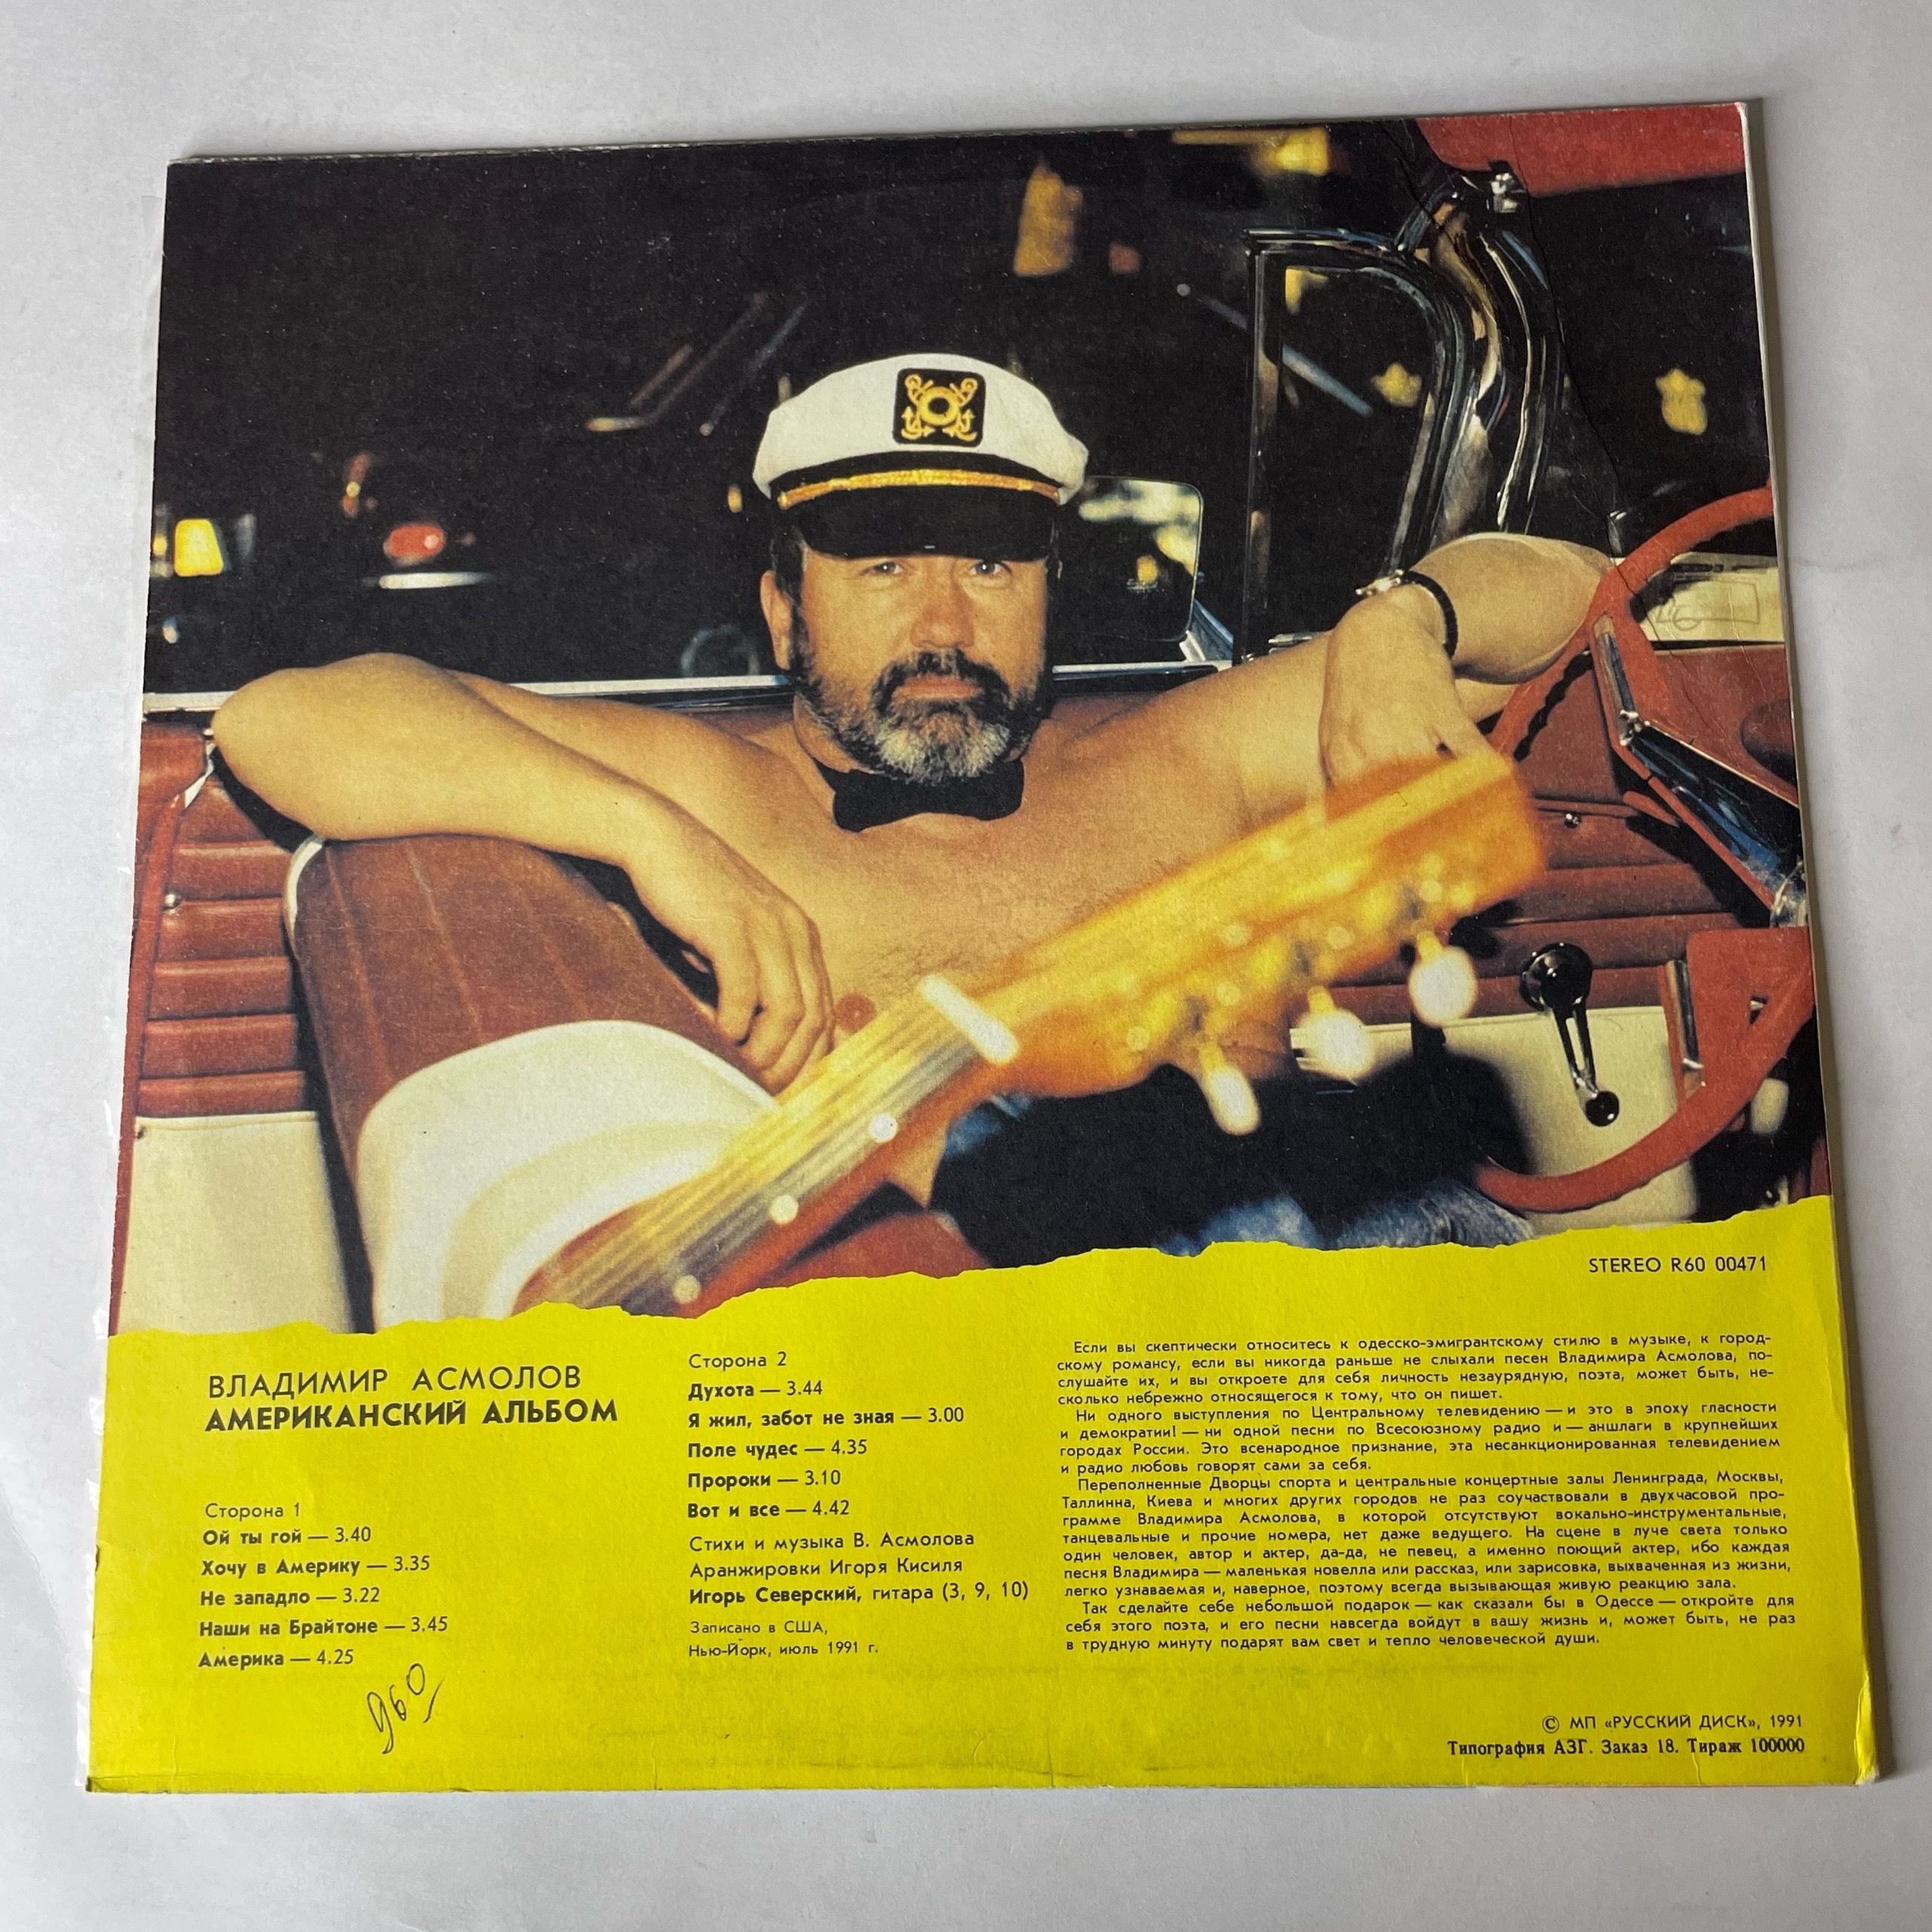 STEREO R60 00471
ВЛАДИМИР АСМОЛОВ
АМЕРИКАНСКИЙ АЛЬБОМ
Сторона 1
Ой ты гой — 3.40
Хочу в Америку — 3.35
Не западло — 3.22
Наши на Брайтоне — 3.45
Америка — 4.25
960
Сторона 2
Духота — 3.44
Я жил, забот не зная — 3.00
Поле чудес — 4.35
Пророки — 3.10
Вот и все — 4.42
Стихи и музыка В. Асмолова
Аранжировки Игоря Кисиля
Игорь Северский, гитара (3, 9, 10)
Записано в США,
Нью-Йорк, июль 1991 г.
Если вы скептически относитесь к одесско-эмигрантскому стилю в музыке, к город-
скому романсу, если вы никогда раньше не слыхали песен Владимира Асмолова, по-
слушайте их, и вы откроете для себя личность незаурядную, поэта, может быть, не-
сколько небрежно относящегося к тому, что он пишет.
Ни одного выступления по Центральному телевидению — и это в эпоху гласности
и демократии! — ни одной песни по Всесоюзному радио и — аншлаги в крупнейших
городах России. Это всенародное признание, эта несанкционированная телевидением
и радио любовь говорят сами за себя.
Переполненные Дворцы спорта и центральные концертные залы Ленинграда, Москвы,
Таллинна, Киева и многих других городов не раз соучаствовали в двухчасовой про-
грамме Владимира Асмолова, в которой отсутствуют вокально-инструментальные,
танцевальные и прочие номера, нет даже ведущего. На сцене в луче света только
один человек, автор и актер, да-да, не певец, а именно поющий актер, ибо каждая
песня Владимира — маленькая новелла или рассказ, или зарисовка, выхваченная из жизни,
легко узнаваемая и, наверное, поэтому всегда вызывающая живую реакцию зала.
Так сделайте себе небольшой подарок — как сказали бы в Одессе — откройте для
себя этого поэта, и его песни навсегда войдут в вашу жизнь и, может быть, не раз
в трудную минуту подарят вам свет и тепло человеческой души.
© МП «РУССКИЙ ДИСК», 1991
Типография АЗГ. Заказ 18. Тираж 100000